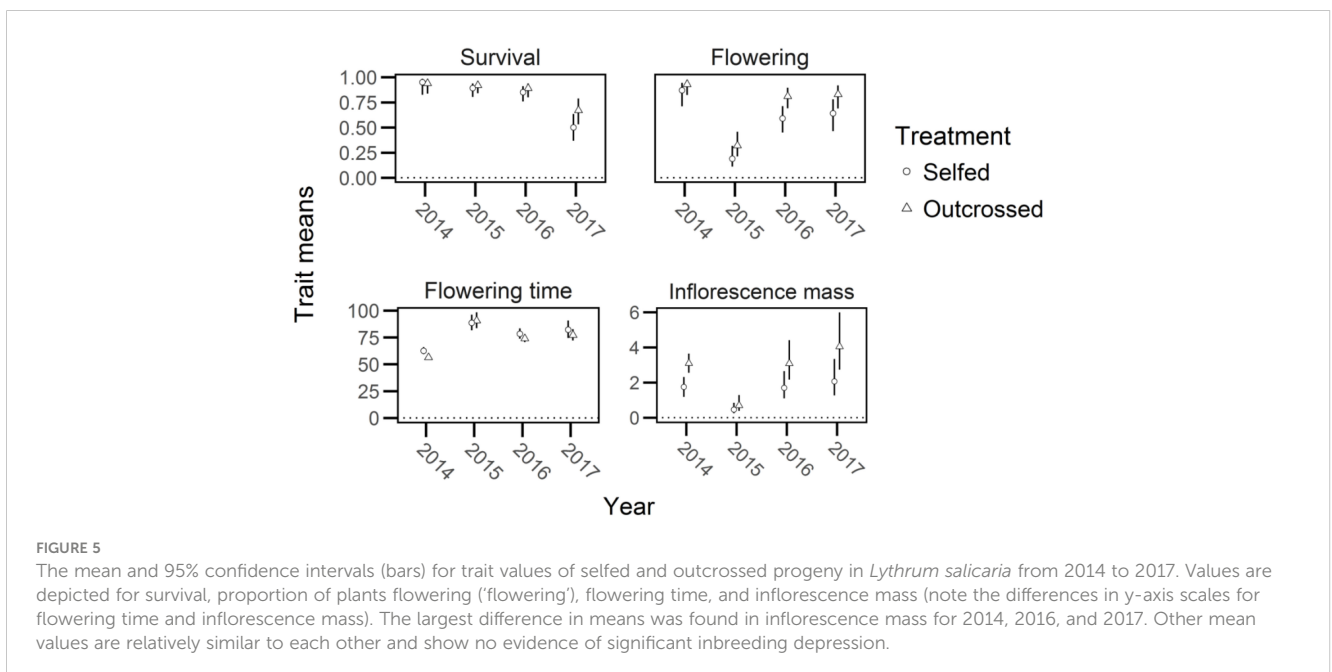 Survival
Flowering
1.00
0.75
0.50
0.25
0.00
2014
2015
2016
2017
2014
2015
2016
2017
Treatment
Selfed
Outcrossed
Trait means
Flowering time
Inflorescence mass
100
75
50
25
0
6
4
2
0
2014
2015
2016
2017
2014
2015
2016
2017
Year
FIGURE 5
The mean and 95% confidence intervals (bars) for trait values of selfed and outcrossed progeny in Lythrum salicaria from 2014 to 2017. Values are
depicted for survival, proportion of plants flowering (‘flowering’), flowering time, and inflorescence mass (note the differences in y-axis scales for
flowering time and inflorescence mass). The largest difference in means was found in inflorescence mass for 2014, 2016, and 2017. Other mean
values are relatively similar to each other and show no evidence of significant inbreeding depression.